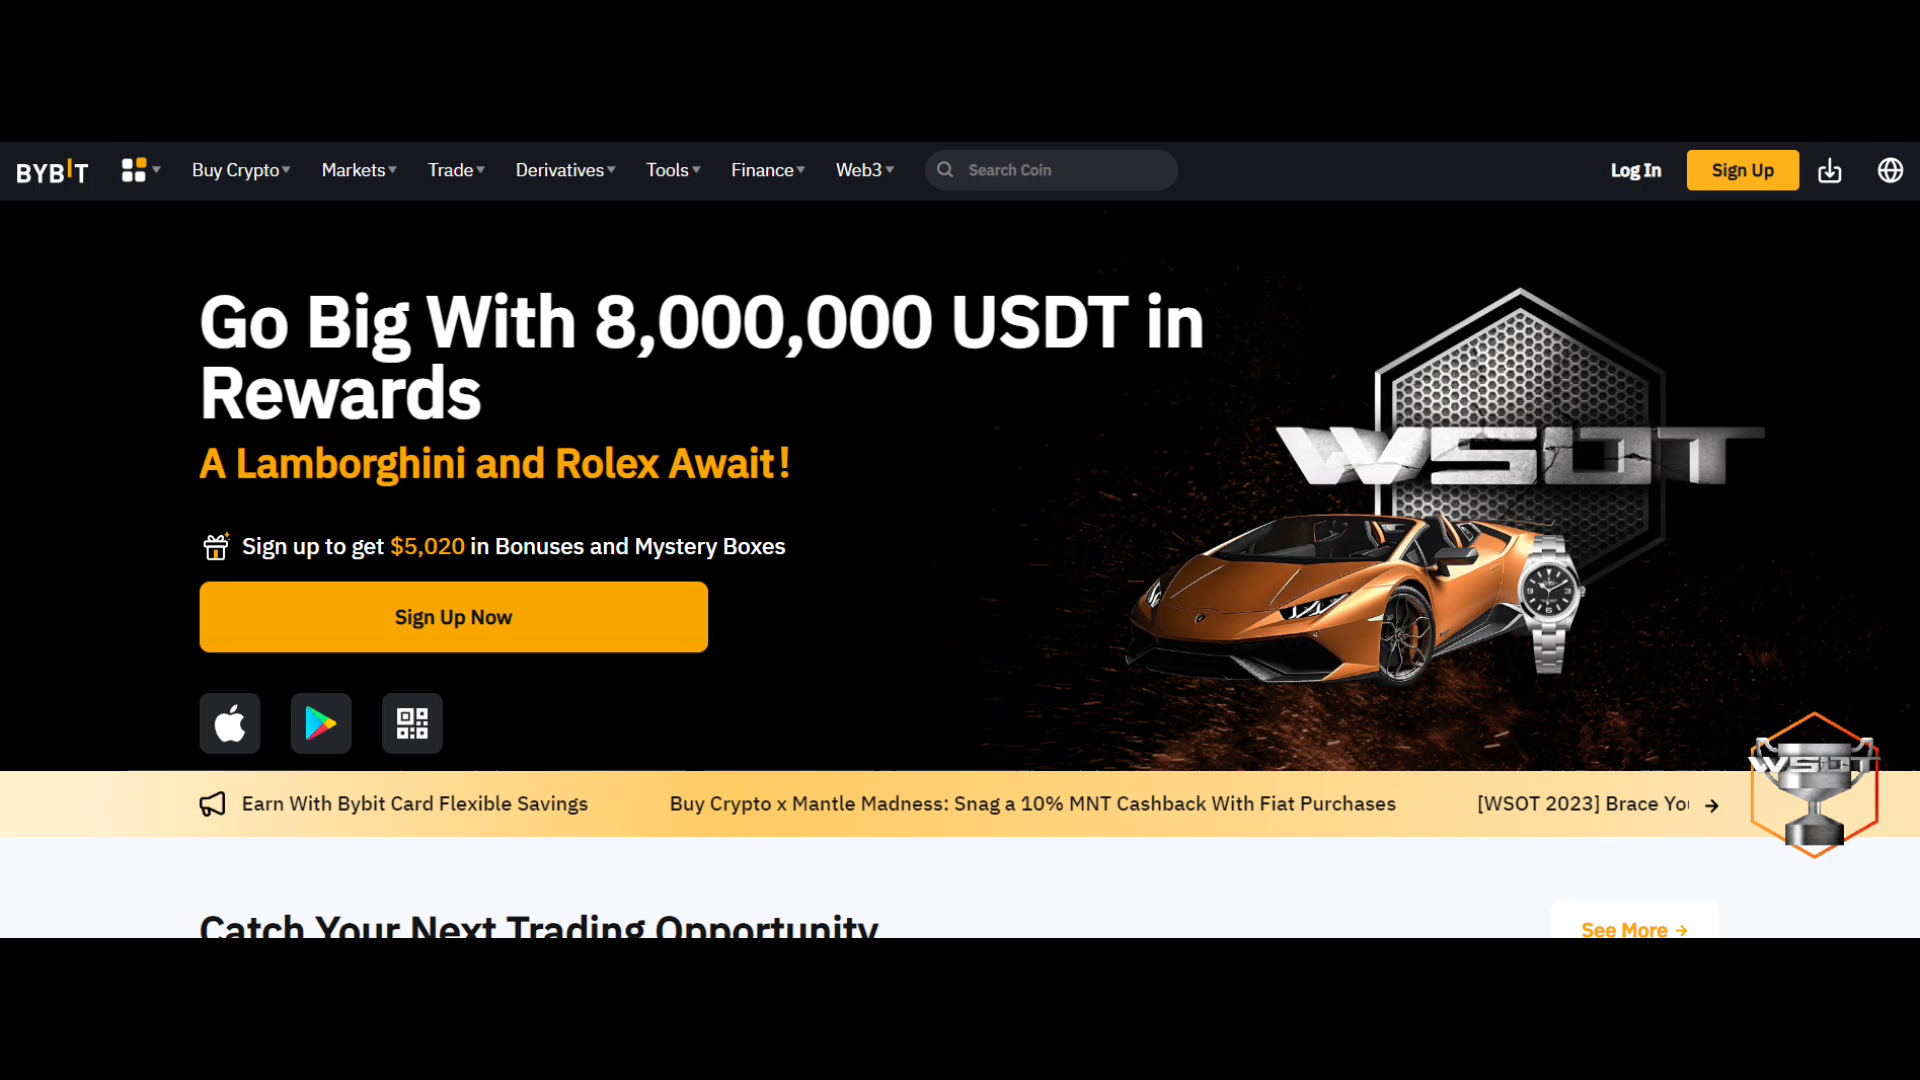 BYBIT
Buy Crypto
Markets
Trade
Derivatives
Tools
Finance
Web3
Search Coin
Log In
Sign Up
Go Big With 8,000,000 USDT in
Rewards
A Lamborghini and Rolex Await!
Sign up to get $5,020 in Bonuses and Mystery Boxes
Sign Up Now
WSOT
WSOT
Earn With Bybit Card Flexible Savings
Buy Crypto x Mantle Madness: Snag a 10% MNT Cashback With Fiat Purchases
[WSOT 2023] Brace You
Catch Your Next Trading Opportunity
See More